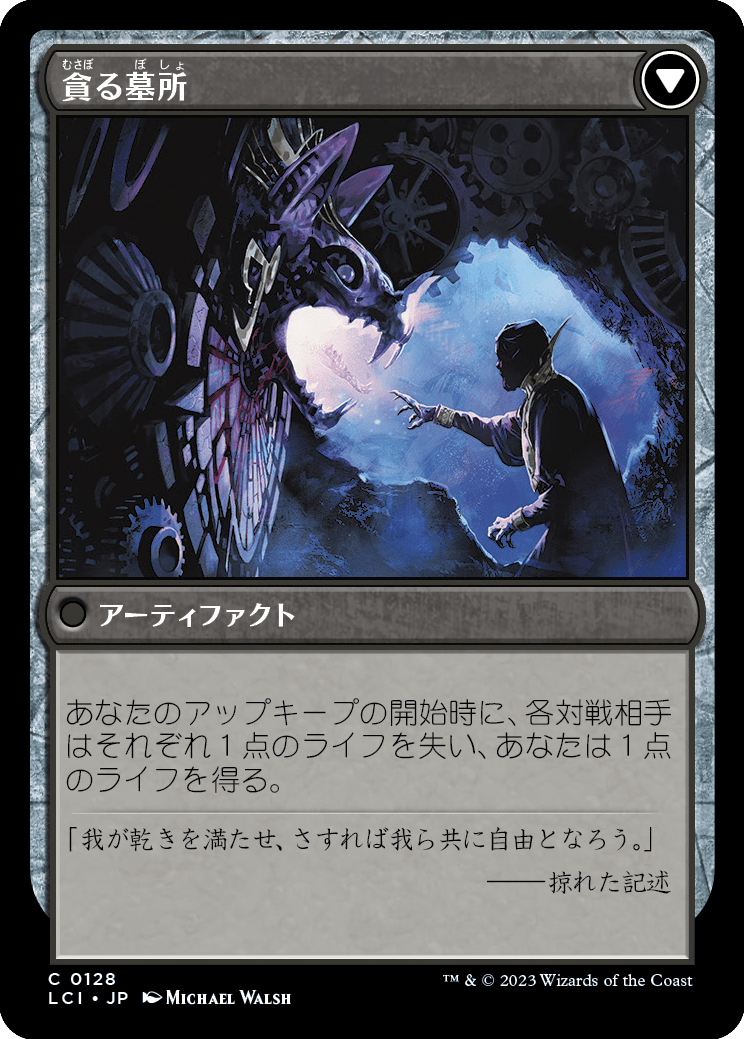 むさぼ ぼしょ
貪る墓所
アーティファクト
あなたのアップキープの開始時に、各対戦相手
はそれぞれ1点のライフを失い、あなたは1点
のライフを得る。
「我が乾きを満たせ、さすれば我ら共に自由となろう。」
――掠れた記述
C 0128
LCI • JP Michael Walsh
™ & © 2023 Wizards of the Coast